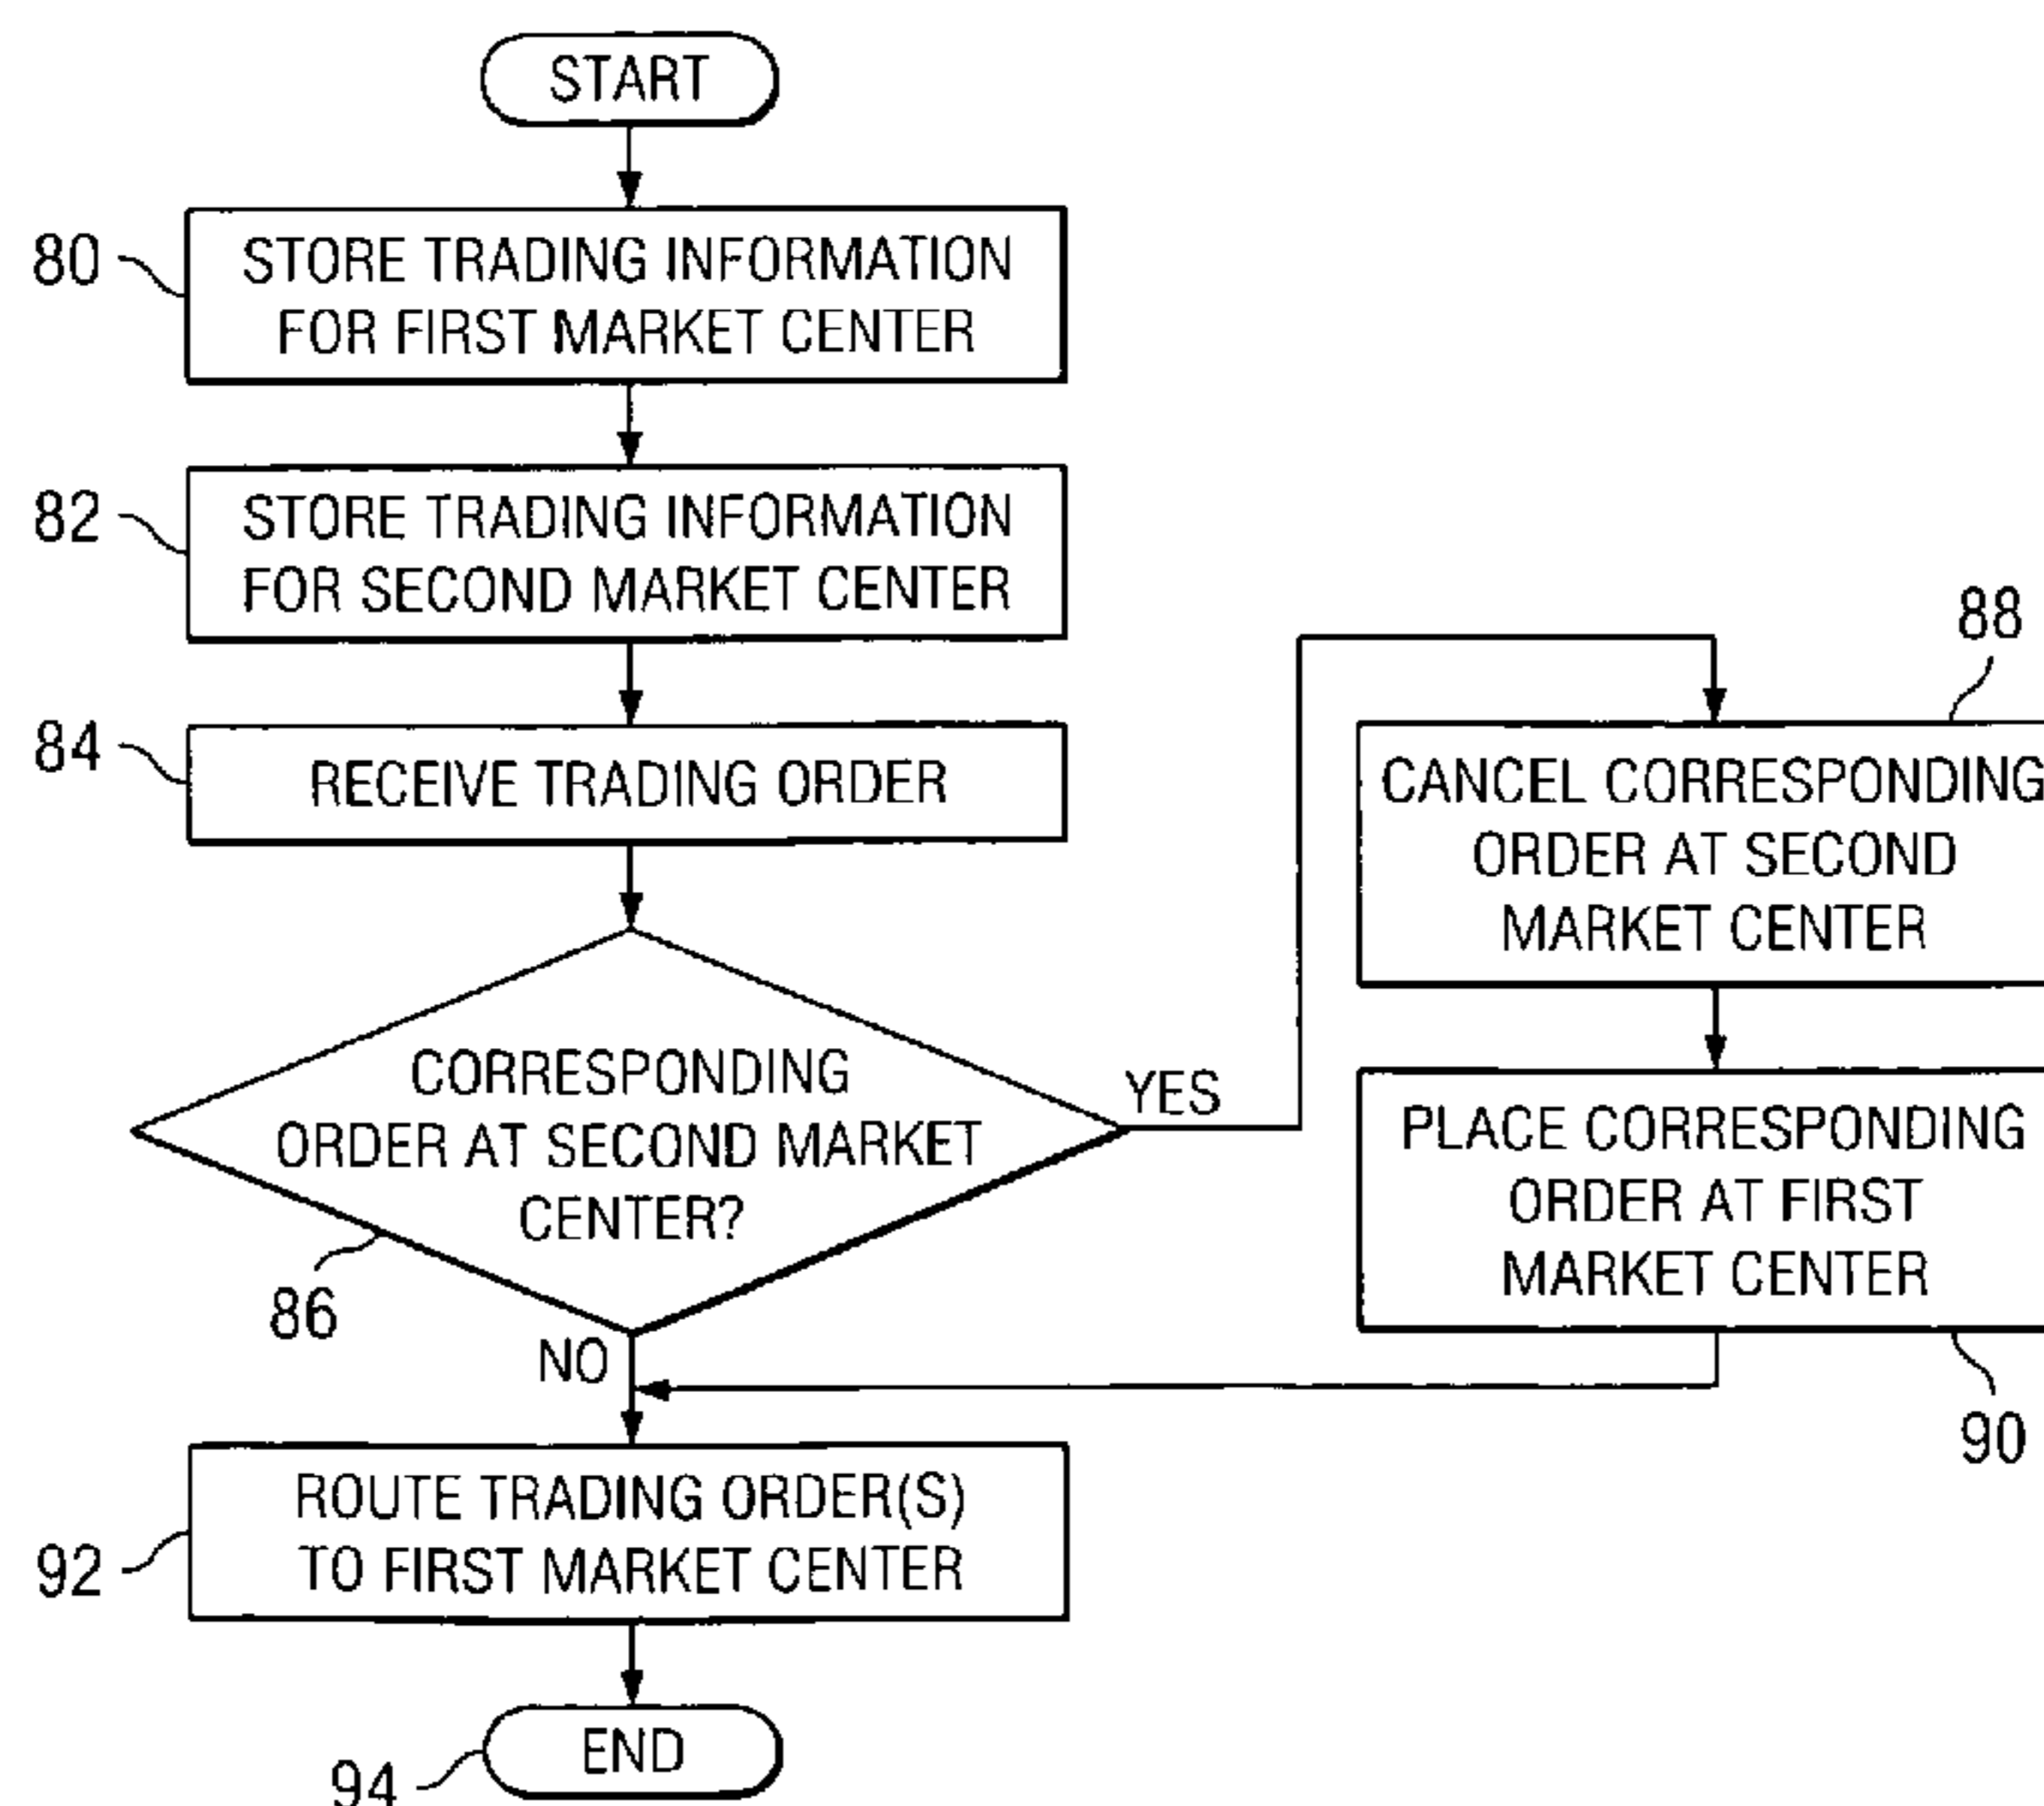 START
80
STORE TRADING INFORMATION
FOR FIRST MARKET CENTER
82
STORE TRADING INFORMATION
FOR SECOND MARKET CENTER
84
RECEIVE TRADING ORDER
CORRESPONDING
ORDER AT SECOND MARKET
CENTER?
86
YES
NO
88
CANCEL CORRESPONDING
ORDER AT SECOND
MARKET CENTER
PLACE CORRESPONDING
ORDER AT FIRST
MARKET CENTER
90
92
ROUTE TRADING ORDER(S)
TO FIRST MARKET CENTER
END
94